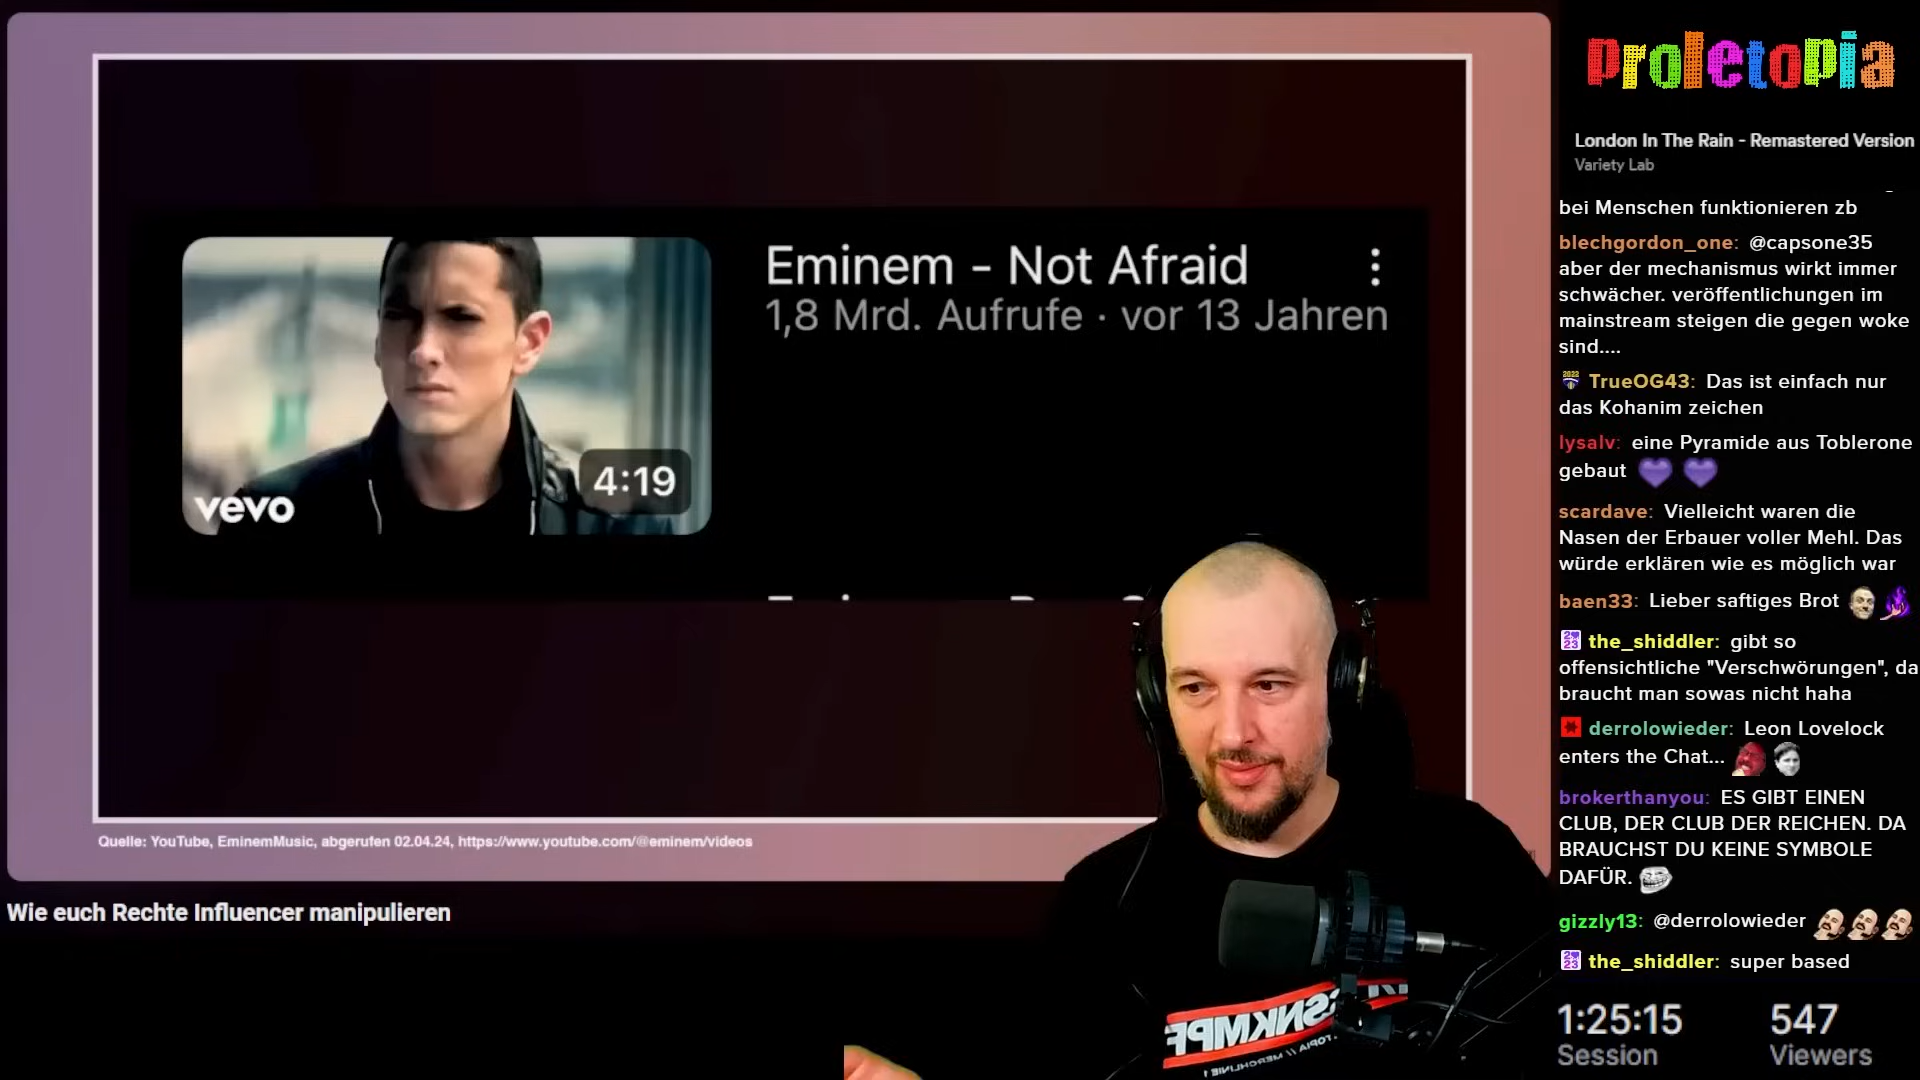 Eminem - Not Afraid
1,8 Mrd. Aufrufe · vor 13 Jahren
4:19
vevo
Quelle: YouTube, EminemMusic, abgerufen 02.04.24, https://www.youtube.com/@eminem/videos
Wie euch Rechte Influencer manipulieren
Proletopia
London In The Rain - Remastered Version
Variety Lab
bei Menschen funktionieren zb
blechgordon_one: @capsone35
aber der mechanismus wirkt immer
schwächer. veröffentlichungen im
mainstream steigen die gegen woke
sind....
TrueOG43: Das ist einfach nur
das Kohanim zeichen
lysalv: eine Pyramide aus Toblerone
gebaut
scardave: Vielleicht waren die
Nasen der Erbauer voller Mehl. Das
würde erklären wie es möglich war
baen33: Lieber saftiges Brot
the_shiddler: gibt so
offensichtliche "Verschwörungen", da
braucht man sowas nicht haha
derrolowieder: Leon Lovelock
enters the Chat...
brokerthanyou: ES GIBT EINEN
CLUB, DER CLUB DER REICHEN. DA
BRAUCHST DU KEINE SYMBOLE
DAFÜR.
gizzly13: @derrolowieder
the_shiddler: super based
1:25:15
Session
547
Viewers